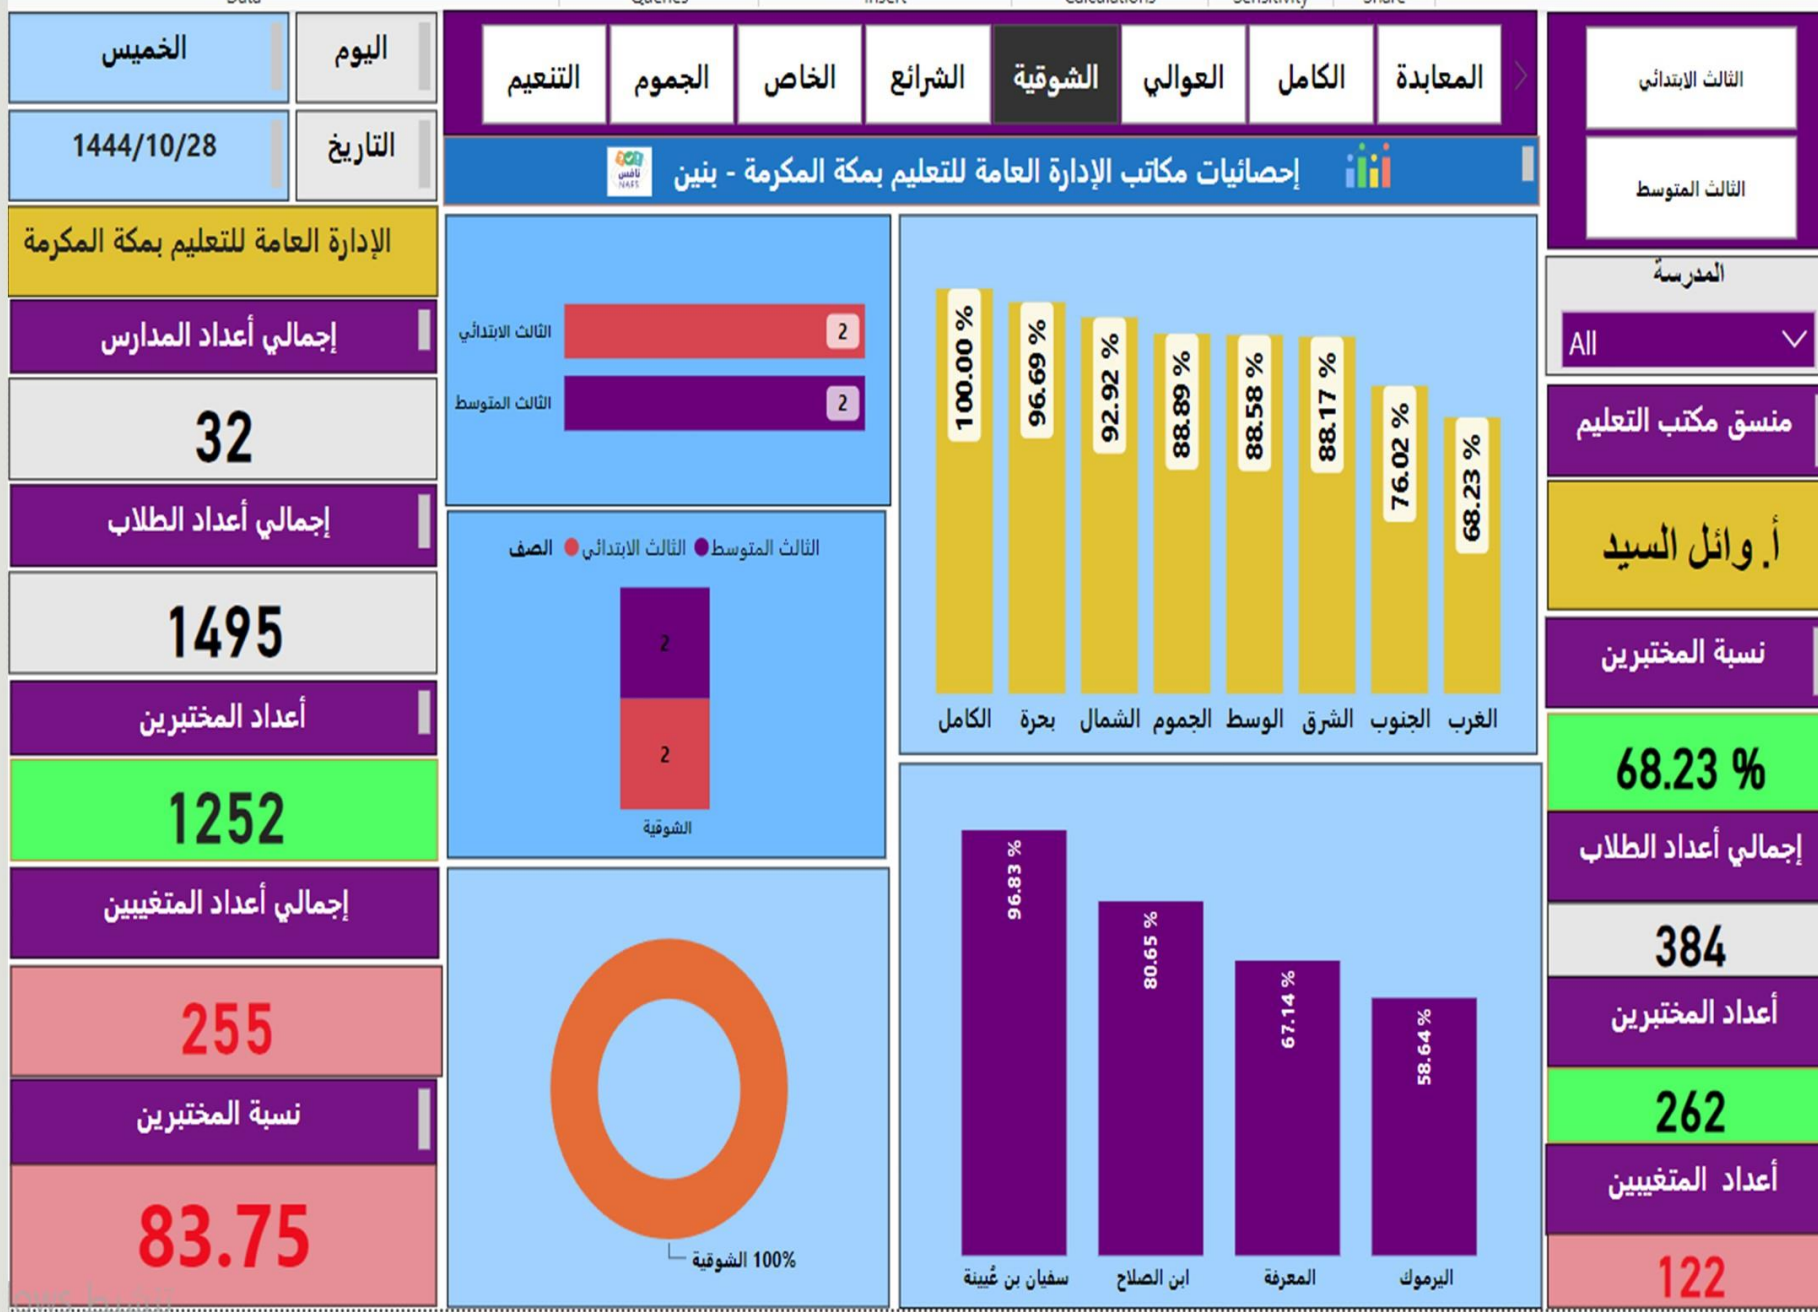 اليوم
الخميس
التاريخ
1444/10/28
المعابدة
الكامل
العوالي
الشوقية
الشرائع
الخاص
الجموم
التنعيم
الثالث الابتدائي
الثالث المتوسط
إحصائيات مكاتب الإدارة العامة للتعليم بمكة المكرمة - بنين
نافس
NAFS
المدرسة
All
منسق مكتب التعليم
أ. وائل السيد
نسبة المختبرين
68.23 %
إجمالي أعداد الطلاب
384
أعداد المختبرين
262
أعداد المتغيبين
122
100.00 %
96.69 %
92.92 %
88.89 %
88.58 %
88.17 %
76.02 %
68.23 %
الكامل
بحرة
الشمال
الجموم
الوسط
الشرق
الجنوب
الغرب
96.83 %
80.65 %
67.14 %
58.64 %
سفيان بن عُيينة
ابن الصلاح
المعرفة
اليرموك
الثالث الابتدائي
2
الثالث المتوسط
2
الصف الثالث الابتدائي الثالث المتوسط
2
2
الشوقية
100% الشوقية
الإدارة العامة للتعليم بمكة المكرمة
إجمالي أعداد المدارس
32
إجمالي أعداد الطلاب
1495
أعداد المختبرين
1252
إجمالي أعداد المتغيبين
255
نسبة المختبرين
83.75